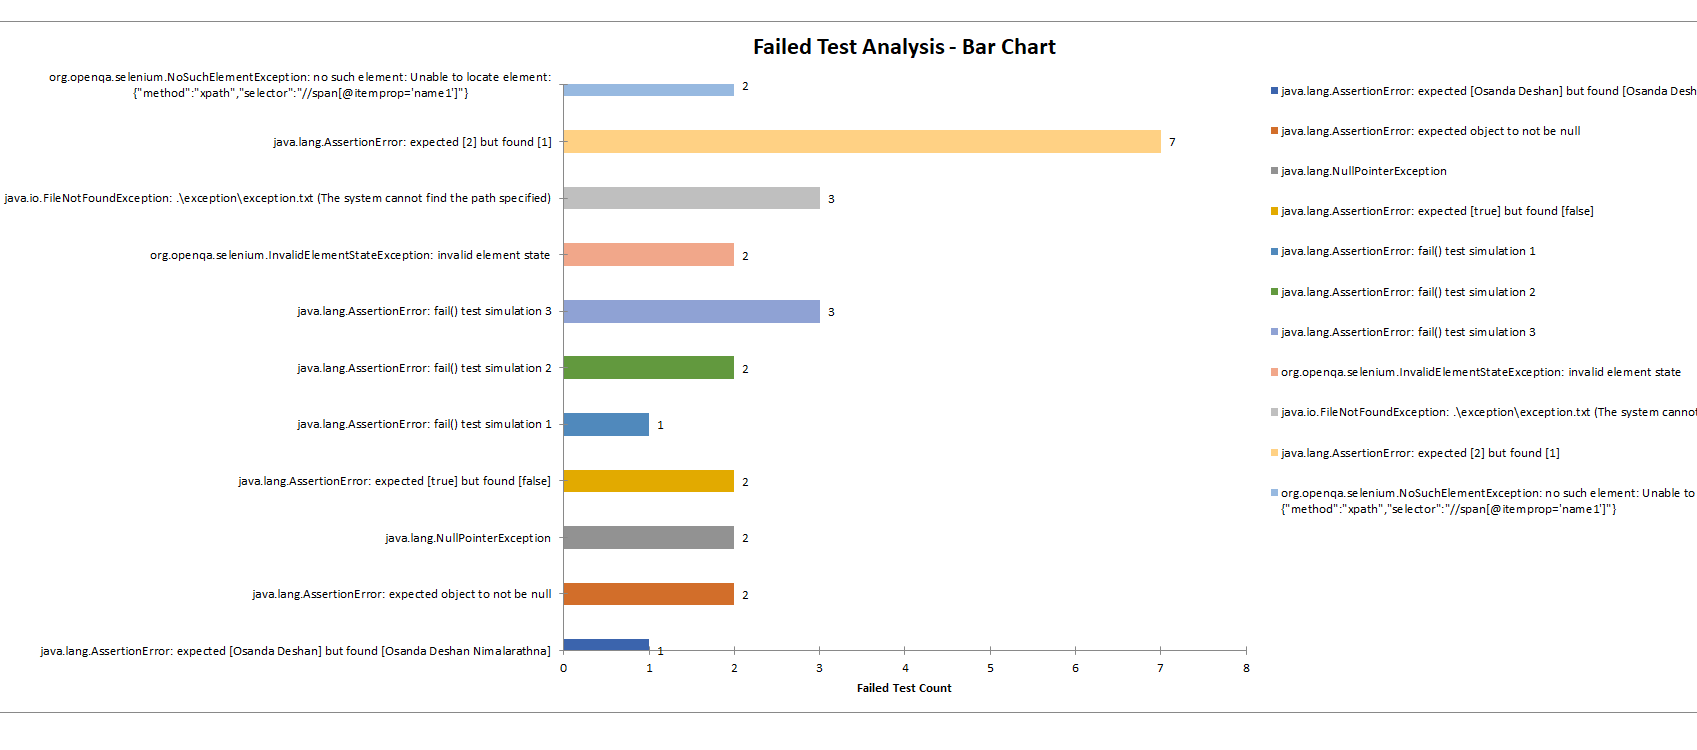 Failed Test Analysis - Bar Chart
org.openqa.selenium.NoSuchElementException: no such element: Unable to locate element:
{"method":"xpath","selector":"//span[@itemprop='name1']"}
2
java.lang.AssertionError: expected [2] but found [1]
7
java.io.FileNotFoundException: .\exception\exception.txt (The system cannot find the path specified)
3
org.openqa.selenium.InvalidElementStateException: invalid element state
2
java.lang.AssertionError: fail() test simulation 3
3
java.lang.AssertionError: fail() test simulation 2
2
java.lang.AssertionError: fail() test simulation 1
1
java.lang.AssertionError: expected [true] but found [false]
2
java.lang.NullPointerException
2
java.lang.AssertionError: expected object to not be null
2
java.lang.AssertionError: expected [Osanda Deshan] but found [Osanda Deshan Nimalarathna]
1
0 1 2 3 4 5 6 7 8
Failed Test Count
java.lang.AssertionError: expected [Osanda Deshan] but found [Osanda Desh
java.lang.AssertionError: expected object to not be null
java.lang.NullPointerException
java.lang.AssertionError: expected [true] but found [false]
java.lang.AssertionError: fail() test simulation 1
java.lang.AssertionError: fail() test simulation 2
java.lang.AssertionError: fail() test simulation 3
org.openqa.selenium.InvalidElementStateException: invalid element state
java.io.FileNotFoundException: .\exception\exception.txt (The system cannot
java.lang.AssertionError: expected [2] but found [1]
org.openqa.selenium.NoSuchElementException: no such element: Unable to
{"method":"xpath","selector":"//span[@itemprop='name1']"}